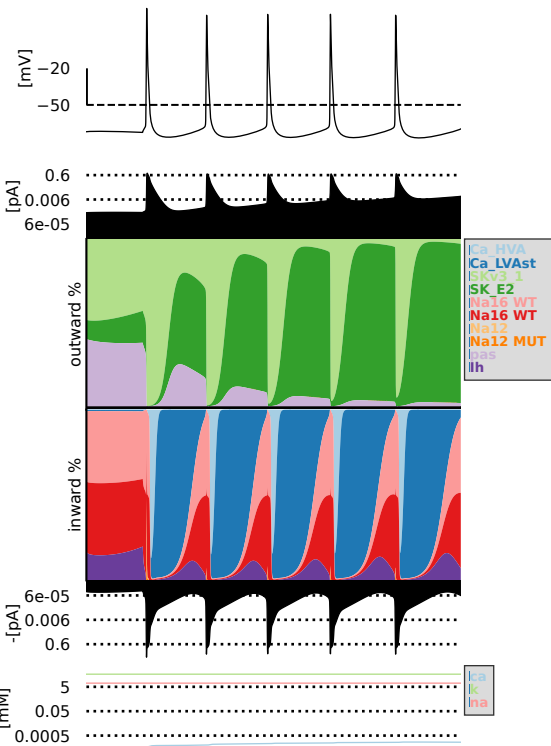 [mV]
−20
−50
[pA]
0.6
0.006
6e-05
outward %
Ca_HVA
Ca_LVAst
SKv3_1
SK_E2
Na16 WT
Na16 WT
Na12
Na12 MUT
pas
Ih
inward %
-[pA]
6e-05
0.006
0.6
[mM]
5
0.05
0.0005
ca
k
na